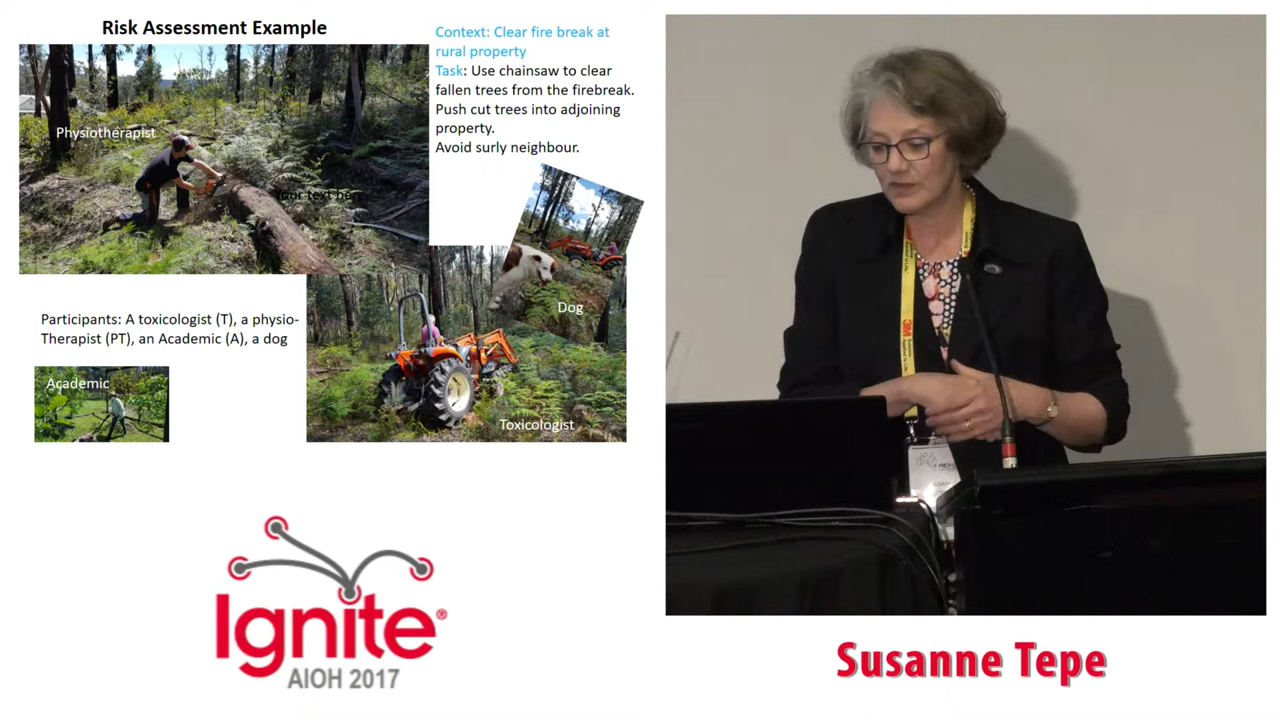 Risk Assessment Example
Context: Clear fire break at
rural property
Task: Use chainsaw to clear
fallen trees from the firebreak.
Push cut trees into adjoining
property.
Avoid surly neighbour.
Physiotherapist
Dog
Participants: A toxicologist (T), a physio-
Therapist (PT), an Academic (A), a dog
Academic
Toxicologist
Ignite®
AIOH 2017
3M
Susanne Tepe